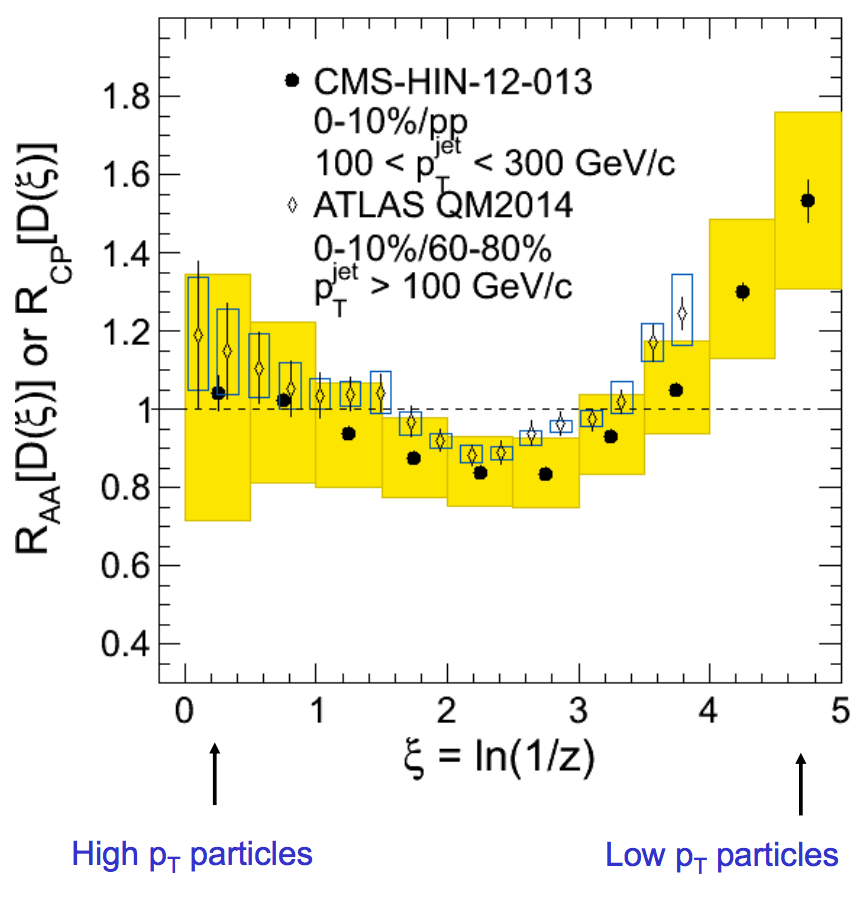 R_AA[D(ξ)] or R_CP[D(ξ)]
1.8
1.6
1.4
1.2
1
0.8
0.6
0.4
CMS-HIN-12-013
0-10%/pp
100 < p_T^jet < 300 GeV/c
ATLAS QM2014
0-10%/60-80%
p_T^jet > 100 GeV/c
0 1 2 3 4 5
ξ = ln(1/z)
High p_T particles Low p_T particles